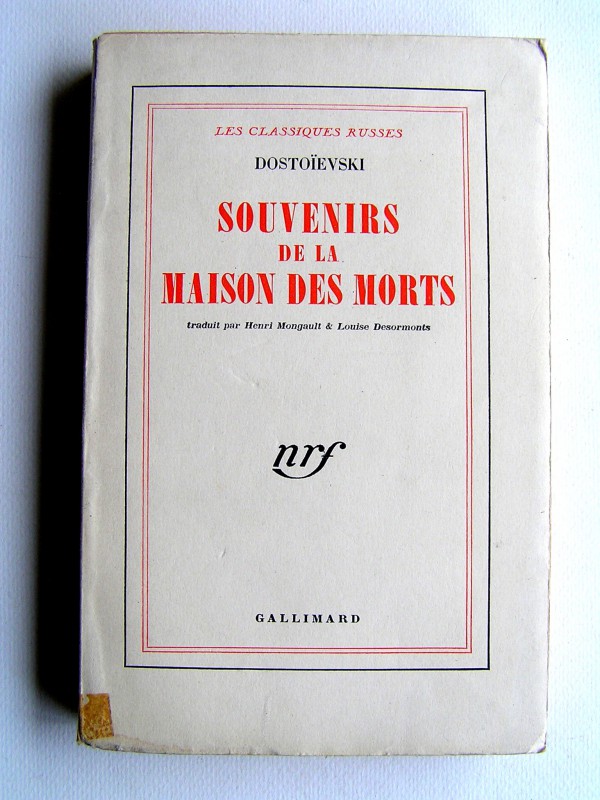 LES CLASSIQUES RUSSES
DOSTOÏEVSKI
SOUVENIRS
DE LA
MAISON DES MORTS
traduit par Henri Mongault & Louise Desormonts
nrf
GALLIMARD